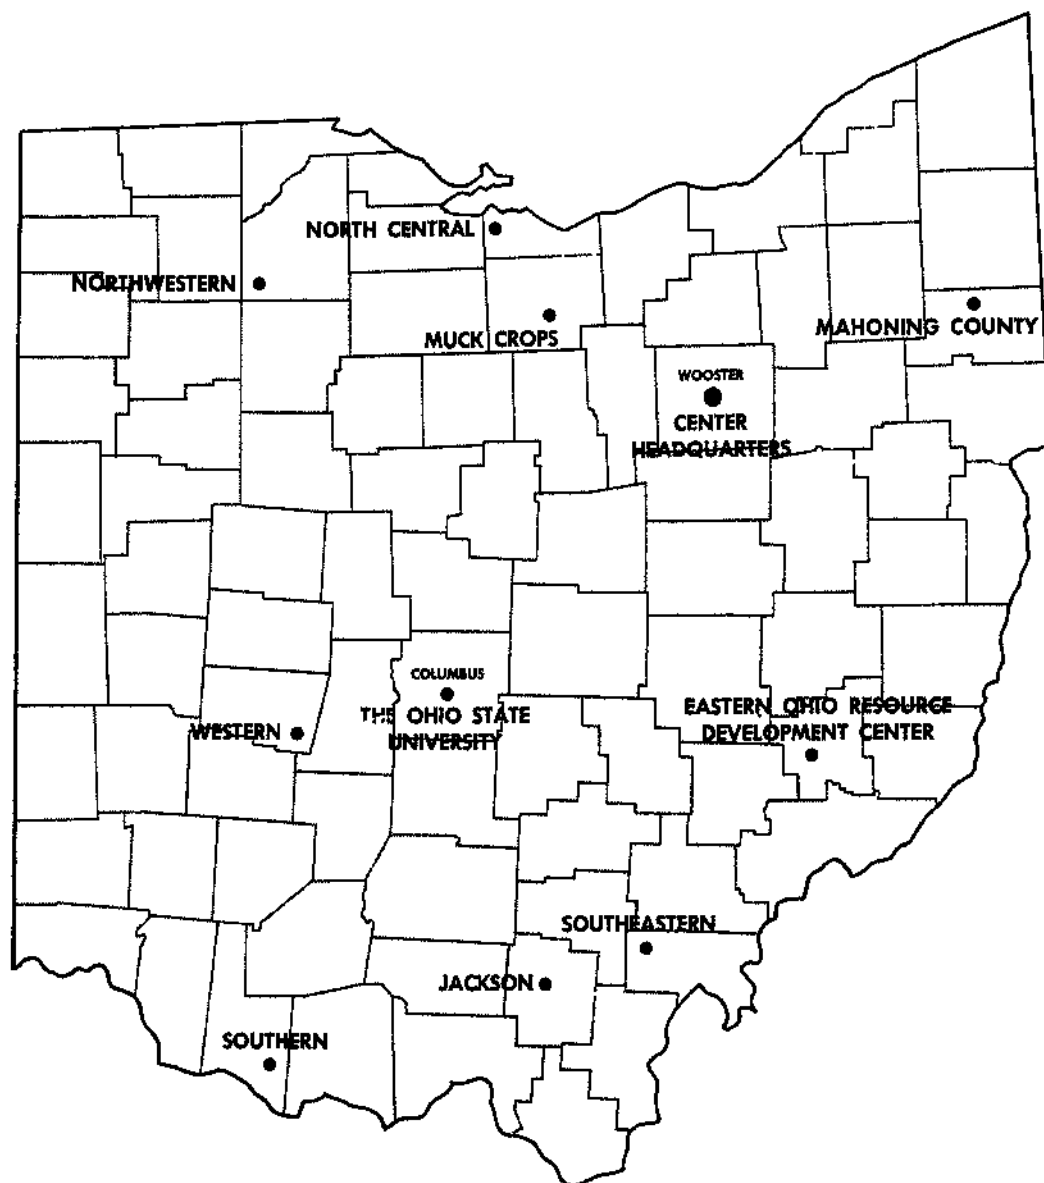 NORTH CENTRAL
NORTHWESTERN
MUCK CROPS
MAHONING COUNTY
WOOSTER
CENTER
HEADQUARTERS
COLUMBUS
THE OHIO STATE
UNIVERSITY
EASTERN OHIO RESOURCE
DEVELOPMENT CENTER
WESTERN
SOUTHEASTERN
JACKSON
SOUTHERN